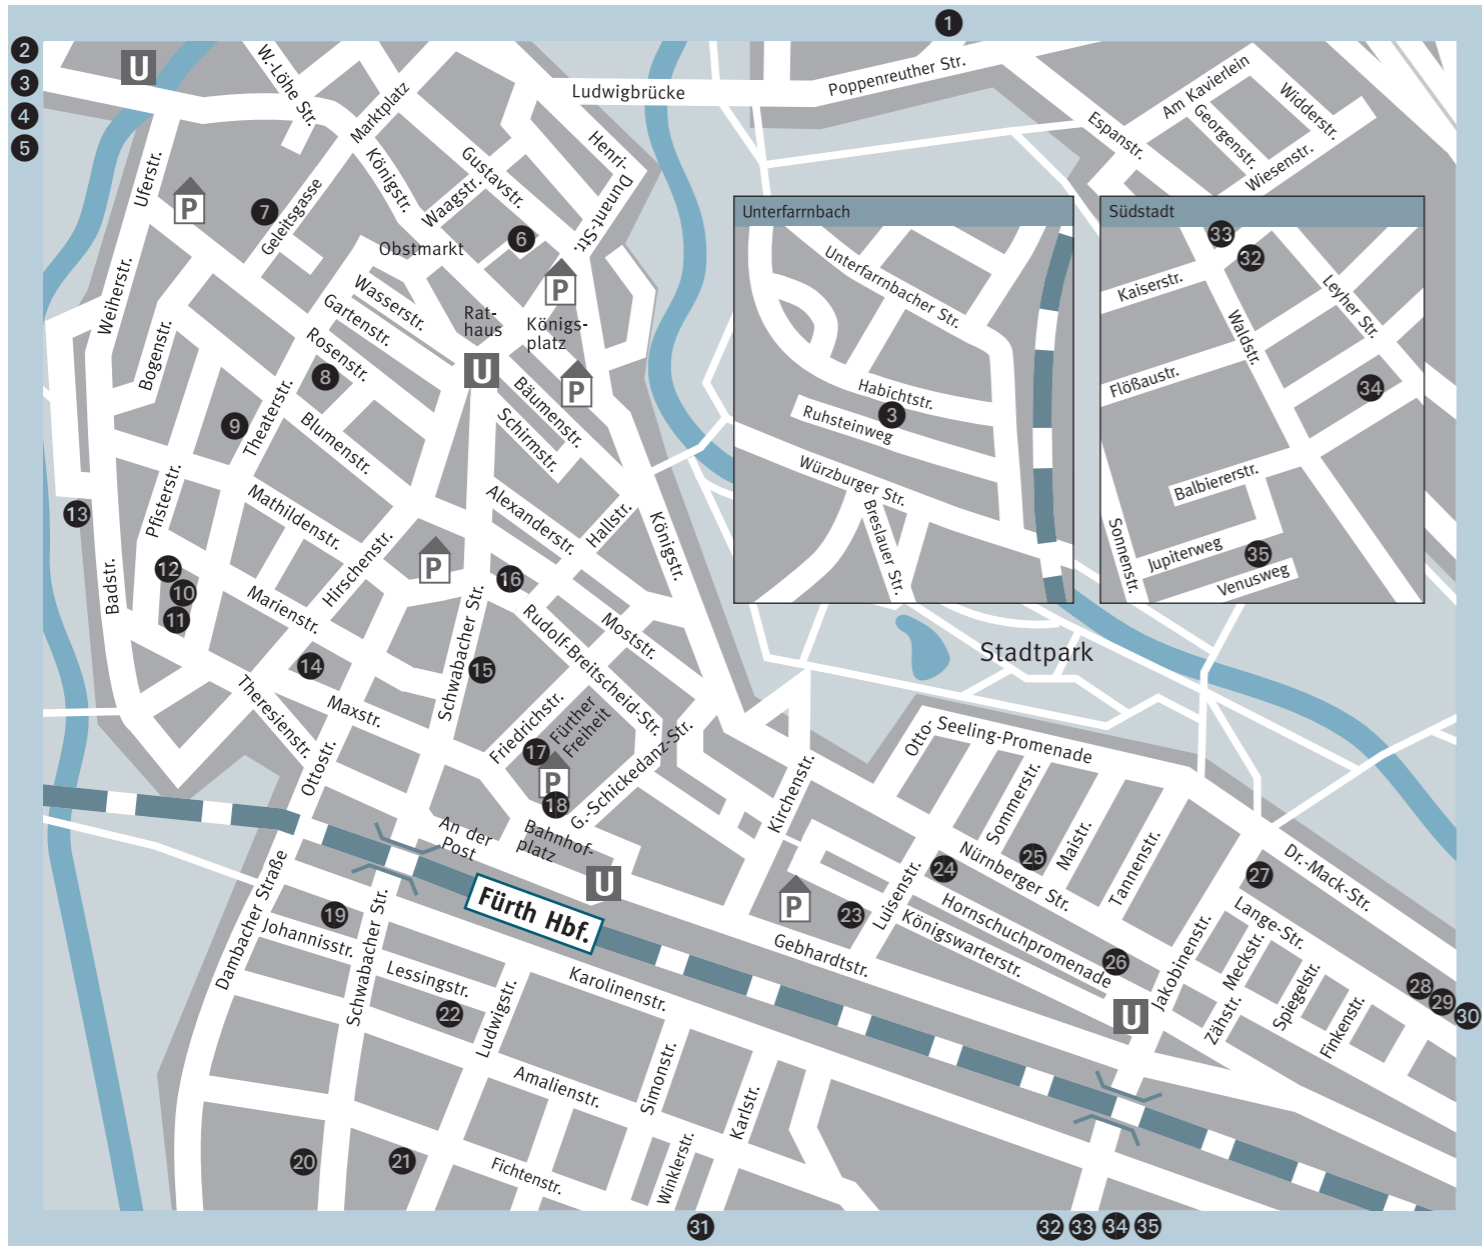 1
2
3
4
5
U
W.-Löhe Str.
Marktplatz
Ludwigbrücke
Poppenreuther Str.
Am Kavierlein
Widderstr.
Georgenstr.
Espanstr.
Wiesenstr.
Henri-
Dunant-Str.
Gustavstr.
Königstr.
Waagstr.
Uferstr.
P
7
Geleitsgasse
6
Obstmarkt
P
Weiherstr.
Wasserstr.
Gartenstr.
Rat-
haus
Königs-
platz
U
P
Bogenstr.
Rosenstr.
8
Bäumenstr.
Schirmstr.
9
Theaterstr.
Blumenstr.
Unterfarrnbach
Unterfarrnbacher Str.
Habichtstr.
3
Ruhsteinweg
Würzburger Str.
Breslauer Str.
Südstadt
33
32
Kaiserstr.
Leyher Str.
Waldstr.
Flößaustr.
34
Balbiererstr.
Sonnenstr.
Jupiterweg
35
Venusweg
Pfisterstr.
Mathildenstr.
Alexanderstr.
Hallstr.
Königstr.
13
Hirschenstr.
P
12
10
11
16
Badstr.
Marienstr.
Schwabacher Str.
Rudolf-Breitscheid-Str.
Moststr.
14
15
Stadtpark
Theresienstr.
Maxstr.
Friedrichstr.
Fürther
Freiheit
17
P
18
G.-Schickedanz-Str.
Ottostr.
Otto-Seeling-Promenade
Kirchenstr.
Sommerstr.
Maistr.
Tannenstr.
An der
Post
Bahnhof-
platz
U
Fürth Hbf.
25
24
Nürnberger Str.
27
Dr.-Mack-Str.
P
23
Luisenstr.
Hornschuchpromenade
Königswarterstr.
Gebhardtstr.
26
U
Jakobinenstr.
Lange-Str.
Meckstr.
Zähstr.
Spiegelstr.
Finkenstr.
28
29
30
Dambacher Straße
19
Johannisstr.
Schwabacher Str.
Lessingstr.
22
Ludwigstr.
Karolinenstr.
Amalienstr.
Simonstr.
Karlstr.
Winklerstr.
20
21
Fichtenstr.
31
32
33
34
35